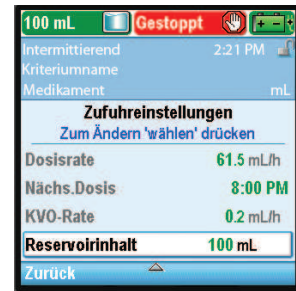 100 mL Gestoppt
Intermittierend 2:21 PM
Kriteriumname
Medikament mL
Zufuhreinstellungen
Zum Ändern 'wählen' drücken
Dosisrate 61.5 mL/h
Nächs.Dosis 8:00 PM
KVO-Rate 0.2 mL/h
Reservoirinhalt 100 mL
Zurück